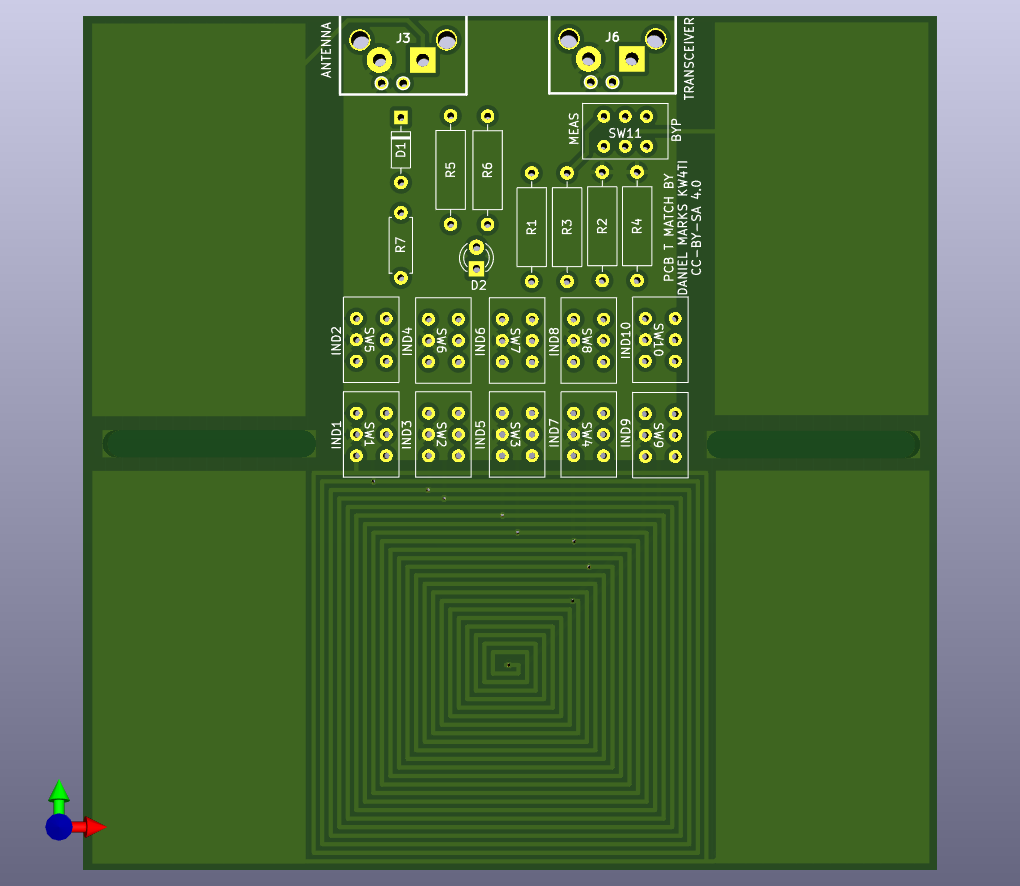 ANTENNA
J3
J6
TRANSCEIVER
MEAS
SW11
BYP
D1
R5
R6
R1
R3
R2
R4
R7
D2
PCB T MATCH BY
DANIEL MARKS KW4TI
CC-BY-SA 4.0
IND2
SW5
IND4
SW6
IND6
SW7
IND8
SW8
IND10
SW10
IND1
SW1
IND3
SW2
IND5
SW3
IND7
SW4
IND9
SW9